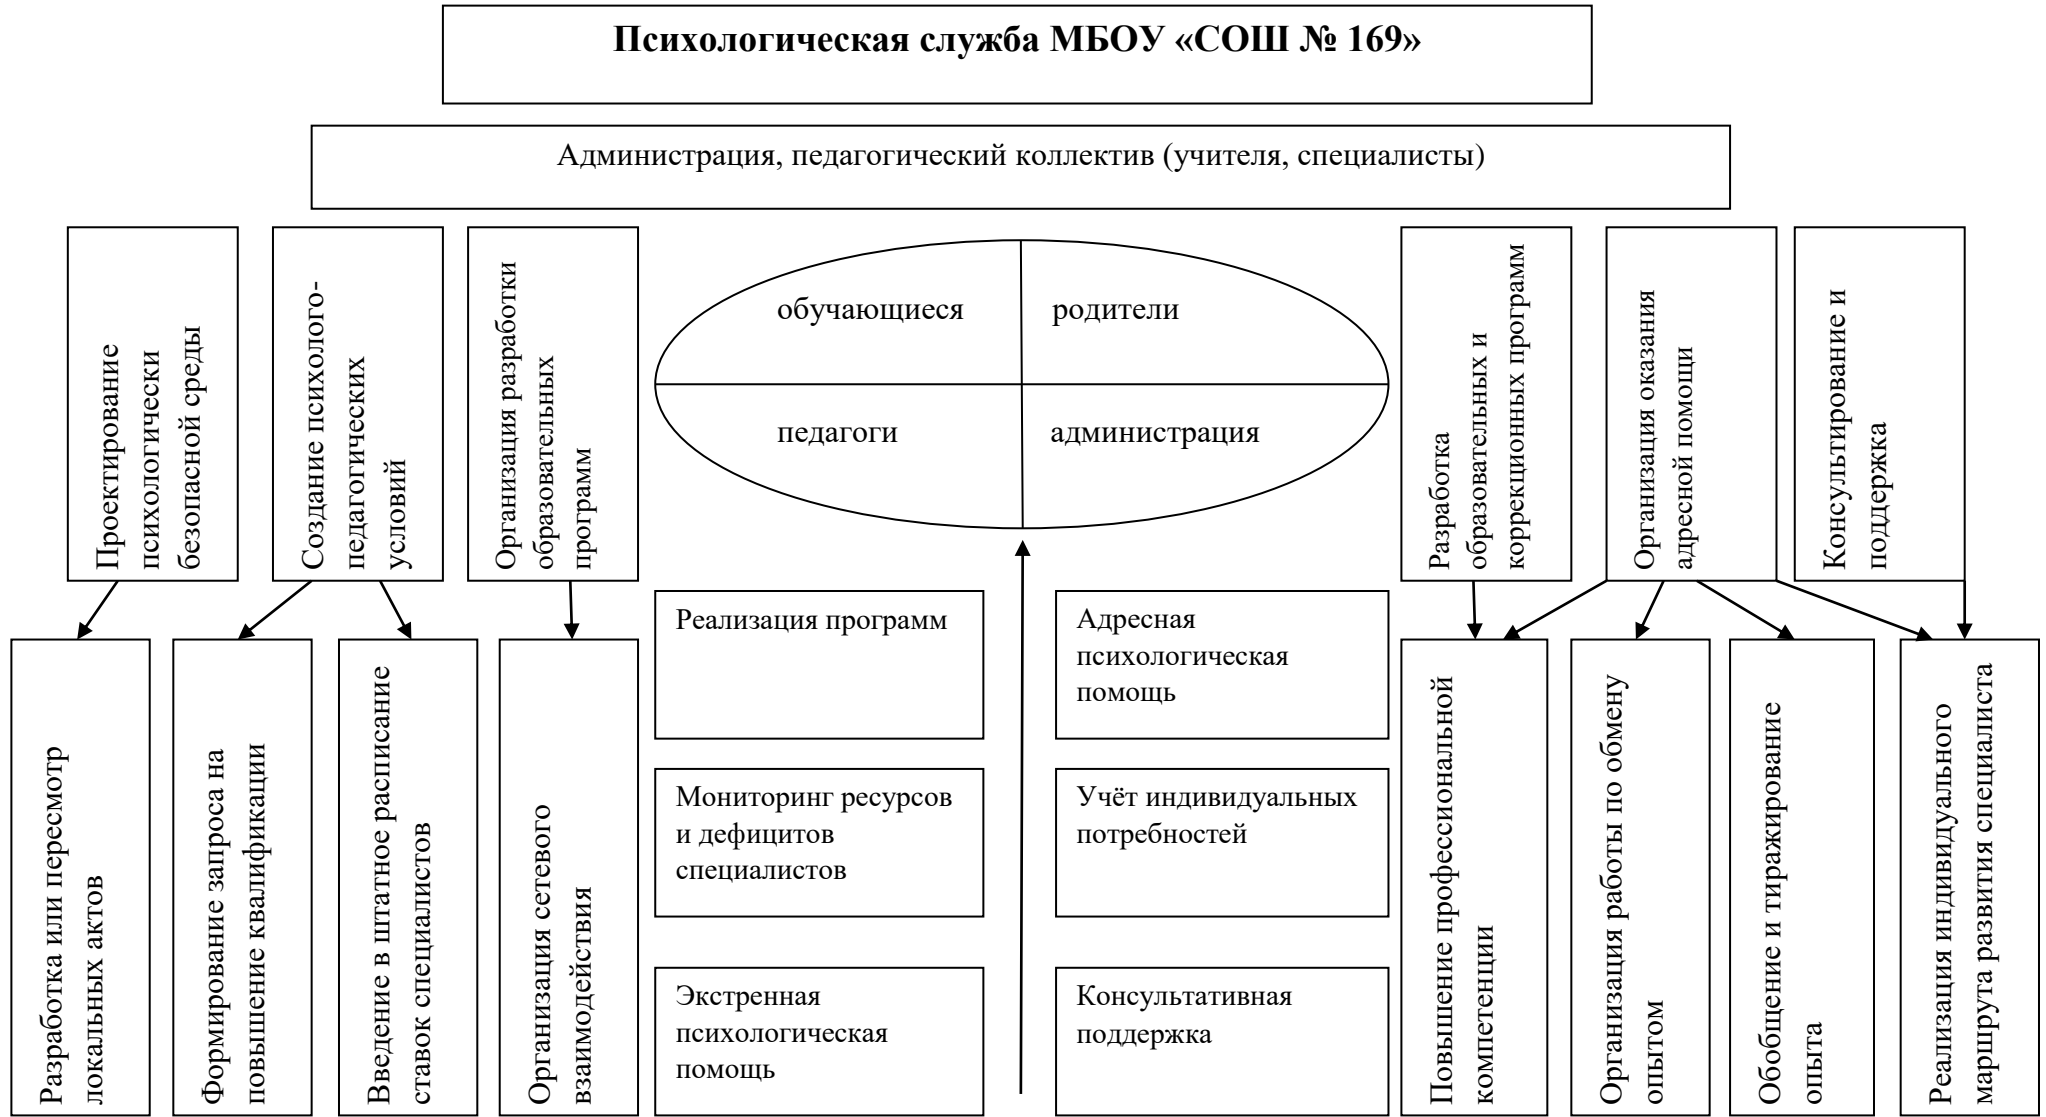 Психологическая служба МБОУ «СОШ № 169»
Администрация, педагогический коллектив (учителя, специалисты)
Проектирование
психологически
безопасной среды
Создание психолого-
педагогических
условий
Организация разработки
образовательных
программ
обучающиеся
родители
педагоги
администрация
Разработка
образовательных и
коррекционных программ
Организация оказания
адресной помощи
Консультирование и
поддержка
Разработка или пересмотр
локальных актов
Формирование запроса на
повышение квалификации
Введение в штатное расписание
ставок специалистов
Организация сетевого
взаимодействия
Реализация программ
Адресная
психологическая
помощь
Мониторинг ресурсов
и дефицитов
специалистов
Учёт индивидуальных
потребностей
Экстренная
психологическая
помощь
Консультативная
поддержка
Повышение профессиональной
компетенции
Организация работы по обмену
опытом
Обобщение и тиражирование
опыта
Реализация индивидуального
маршрута развития специалиста